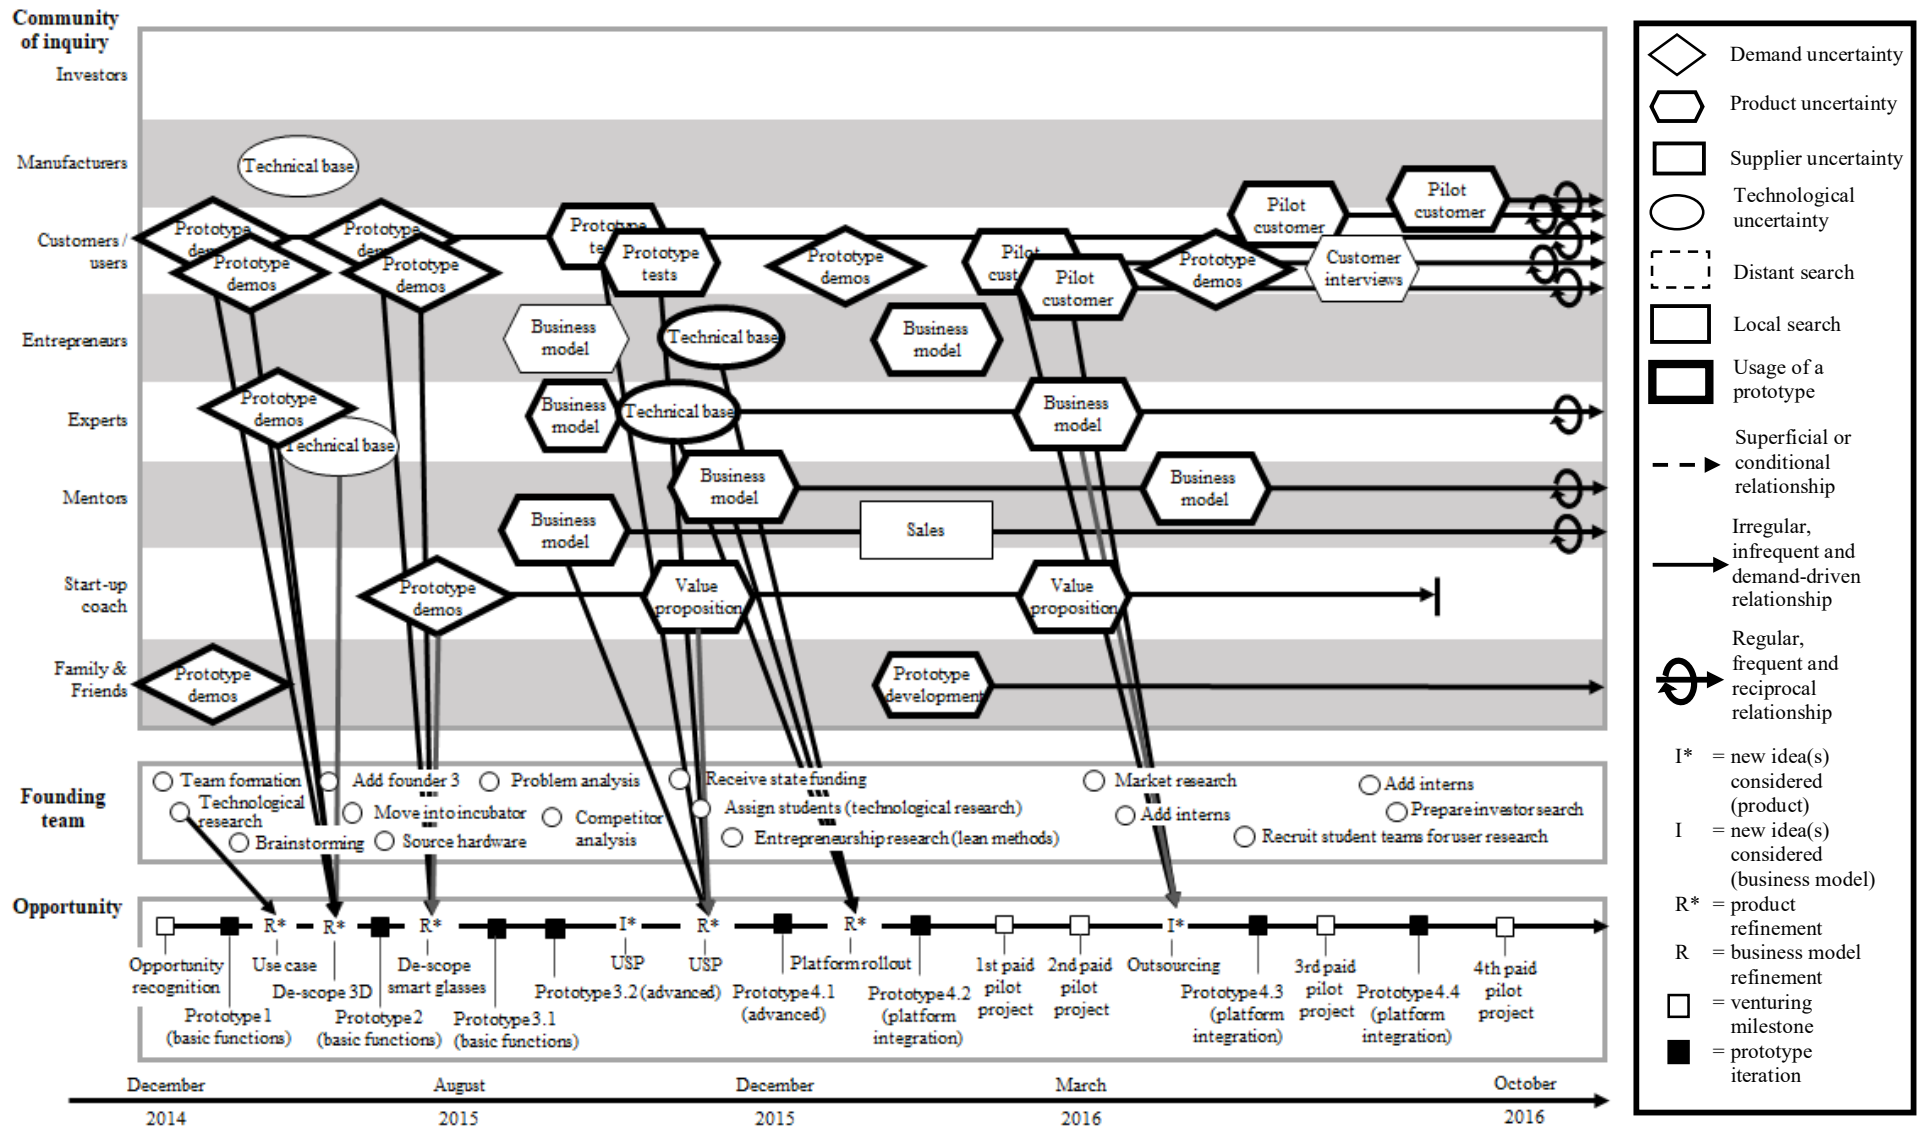 Community
of inquiry
Investors
Manufacturers
Customers /
users
Entrepreneurs
Experts
Mentors
Start-up
coach
Family &
Friends
Technical base
Prototype
demos
Prototype
demos
Prototype
demos
Prototype
demos
Prototype
tests
Prototype
tests
Prototype
demos
Pilot
customer
Pilot
customer
Prototype
demos
Pilot
customer
Customer
interviews
Pilot
customer
Business
model
Technical base
Business
model
Prototype
demos
Technical base
Business
model
Technical base
Business
model
Business
model
Business
model
Business
model
Sales
Prototype
demos
Value
proposition
Value
proposition
Prototype
demos
Prototype
development
Founding
team
Team formation
Technological
research
Brainstorming
Add founder 3
Move into incubator
Source hardware
Problem analysis
Competitor
analysis
Receive state funding
Assign students (technological research)
Entrepreneurship research (lean methods)
Market research
Add interns
Recruit student teams for user research
Add interns
Prepare investor search
Opportunity
R*
R*
R*
I*
R*
R*
I*
Opportunity
recognition
Prototype 1
(basic functions)
Use case
De-scope 3D
Prototype 2
(basic functions)
De-scope
smart glasses
Prototype 3.1
(basic functions)
Prototype 3.2 (advanced)
USP
USP
Prototype 4.1
(advanced)
Platform rollout
Prototype 4.2
(platform
integration)
1st paid
pilot
project
2nd paid
pilot
project
Outsourcing
Prototype 4.3
(platform
integration)
3rd paid
pilot
project
Prototype 4.4
(platform
integration)
4th paid
pilot
project
December
2014
August
2015
December
2015
March
2016
October
2016
Demand uncertainty
Product uncertainty
Supplier uncertainty
Technological
uncertainty
Distant search
Local search
Usage of a
prototype
Superficial or
conditional
relationship
Irregular,
infrequent and
demand-driven
relationship
Regular,
frequent and
reciprocal
relationship
I* = new idea(s)
considered
(product)
I = new idea(s)
considered
(business model)
R* = product
refinement
R = business model
refinement
= venturing
milestone
= prototype
iteration